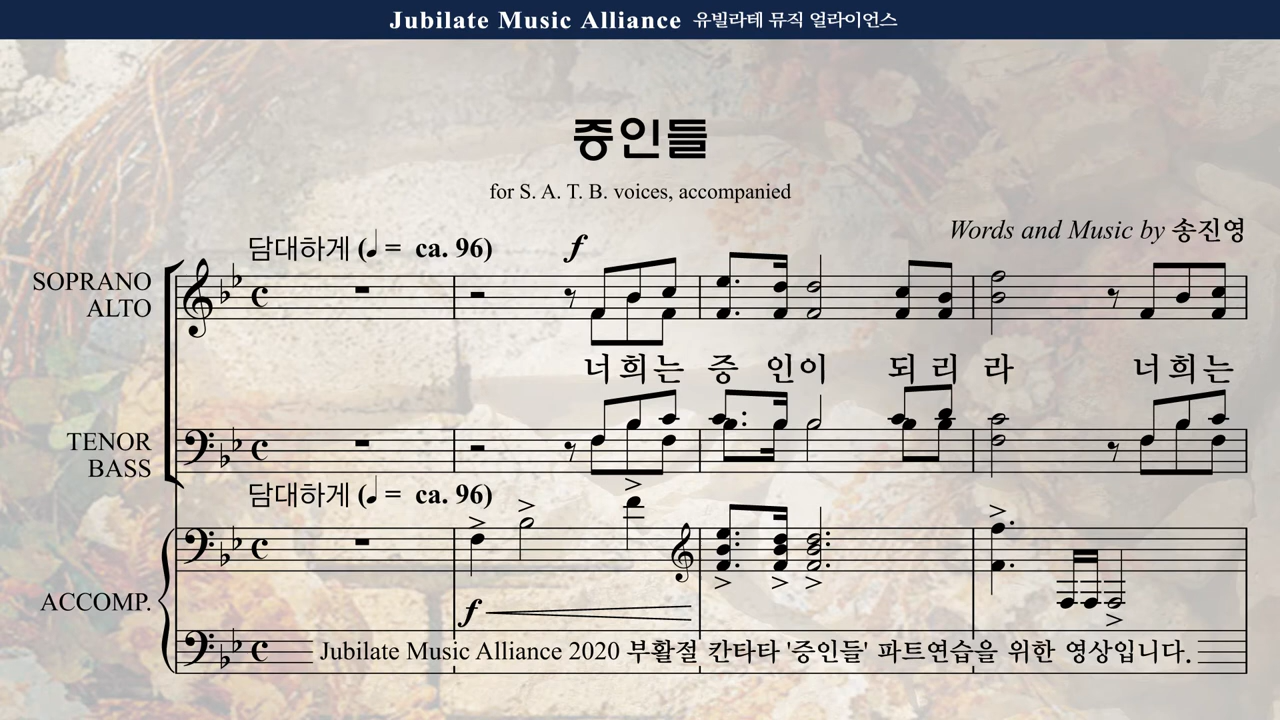 Jubilate Music Alliance 유빌라테 뮤직 얼라이언스
증인들
for S. A. T. B. voices, accompanied
Words and Music by 송진영
담대하게 (♩= ca. 96)
f
SOPRANO
ALTO
너 희 는 증 인 이 되 리 라 너 희 는
TENOR
BASS
담대하게 (♩= ca. 96)
ACCOMP.
f
Jubilate Music Alliance 2020 부활절 칸타타 '증인들' 파트연습을 위한 영상입니다.